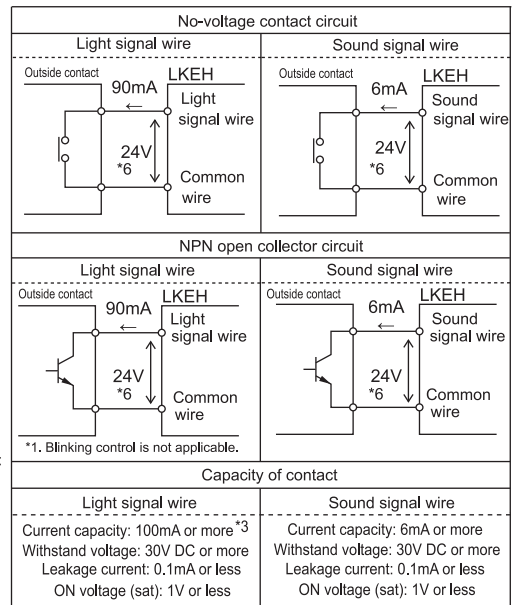 No-voltage contact circuit
Light signal wire
Sound signal wire
Outside contact
LKEH
90mA
←
Light
signal wire
24V
*6
Common
wire
Outside contact
LKEH
6mA
←
Sound
signal wire
24V
*6
Common
wire
NPN open collector circuit
Light signal wire
Sound signal wire
Outside contact
LKEH
90mA
←
Light
signal wire
24V
*6
Common
wire
*1. Blinking control is not applicable.
Outside contact
LKEH
6mA
←
Sound
signal wire
24V
*6
Common
wire
Capacity of contact
Light signal wire
Current capacity: 100mA or more *3
Withstand voltage: 30V DC or more
Leakage current: 0.1mA or less
ON voltage (sat): 1V or less
Sound signal wire
Current capacity: 6mA or more
Withstand voltage: 30V DC or more
Leakage current: 0.1mA or less
ON voltage (sat): 1V or less